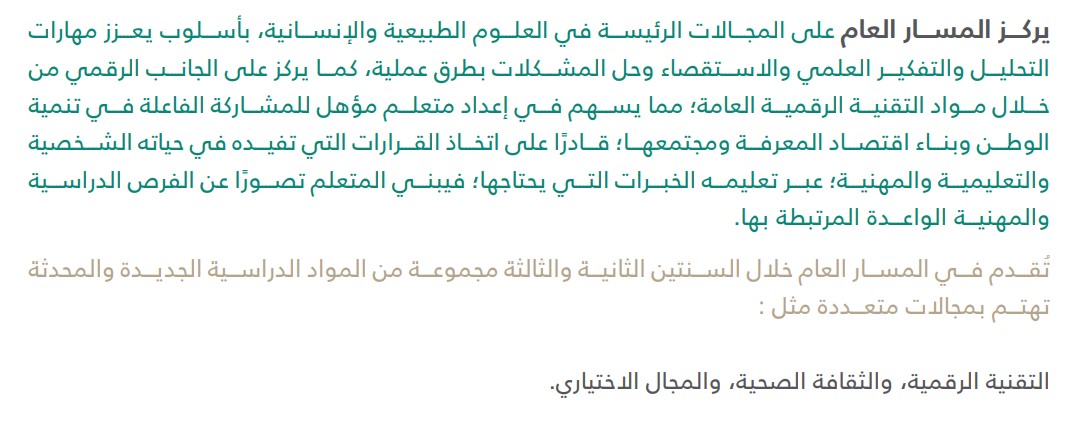 يركز المسار العام على المجالات الرئيسة في العلوم الطبيعية والإنسانية، بأسلوب يعزز مهارات
التحليل والتفكير العلمي والاستقصاء وحل المشكلات بطرق عملية، كما يركز على الجانب الرقمي من
خلال مواد التقنية الرقمية العامة؛ مما يسهم في إعداد متعلم مؤهل للمشاركة الفاعلة في تنمية
الوطن وبناء اقتصاد المعرفة ومجتمعها؛ قادرًا على اتخاذ القرارات التي تفيده في حياته الشخصية
والتعليمية والمهنية؛ عبر تعليمه الخبرات التي يحتاجها؛ فيبني المتعلم تصورًا عن الفرص الدراسية
والمهنية الواعدة المرتبطة بها.
تُقدم في المسار العام خلال السنتين الثانية والثالثة مجموعة من المواد الدراسية الجديدة والمحدثة
تهتم بمجالات متعددة مثل :
التقنية الرقمية، والثقافة الصحية، والمجال الاختياري.